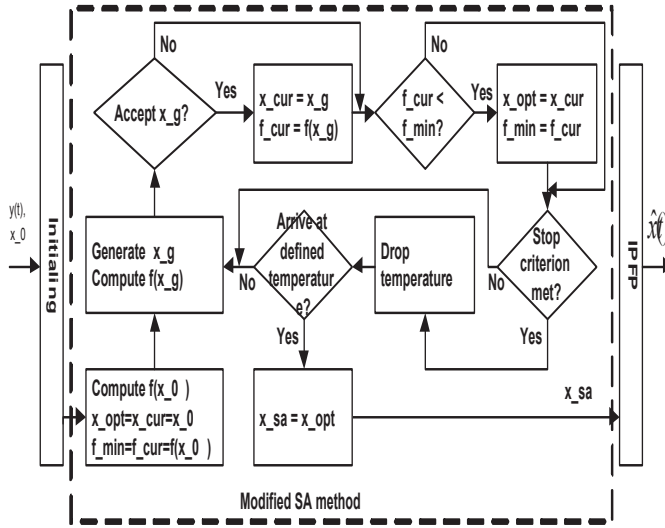 No
No
Accept x_g?
Yes
x_cur = x_g
f_cur = f(x_g)
f_cur <
f_min?
Yes
x_opt = x_cur
f_min = f_cur
y(t),
x_0
Initialing
Generate x_g
Compute f(x_g)
No
Arrive at
defined
temperatur
e?
Yes
Drop
temperature
No
Stop
criterion
met?
Yes
IPFP
x̂(t)
Compute f(x_0 )
x_opt=x_cur=x_0
f_min=f_cur=f(x_0 )
x_sa = x_opt
x_sa
Modified SA method